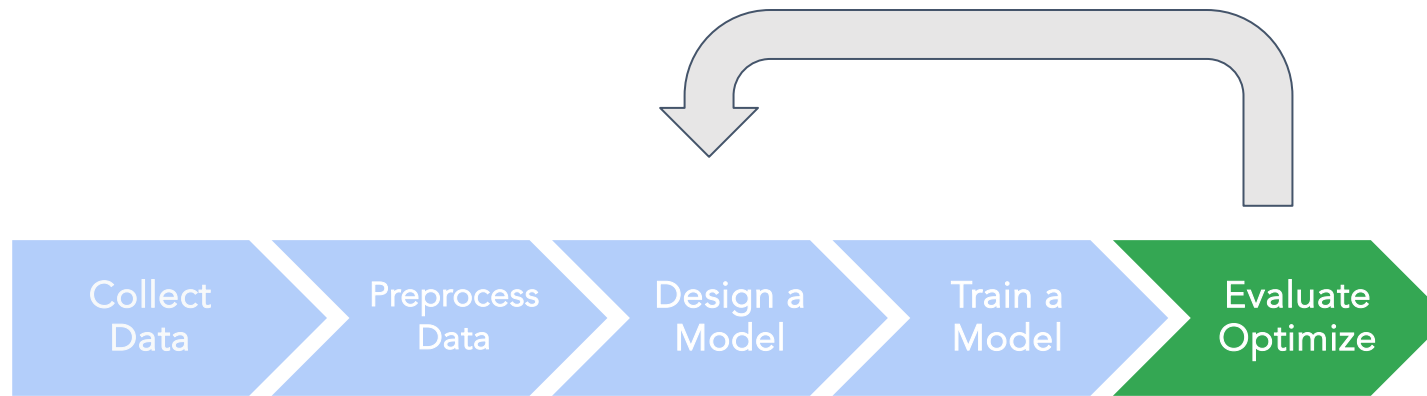 Collect
Data
Preprocess
Data
Design a
Model
Train a
Model
Evaluate
Optimize